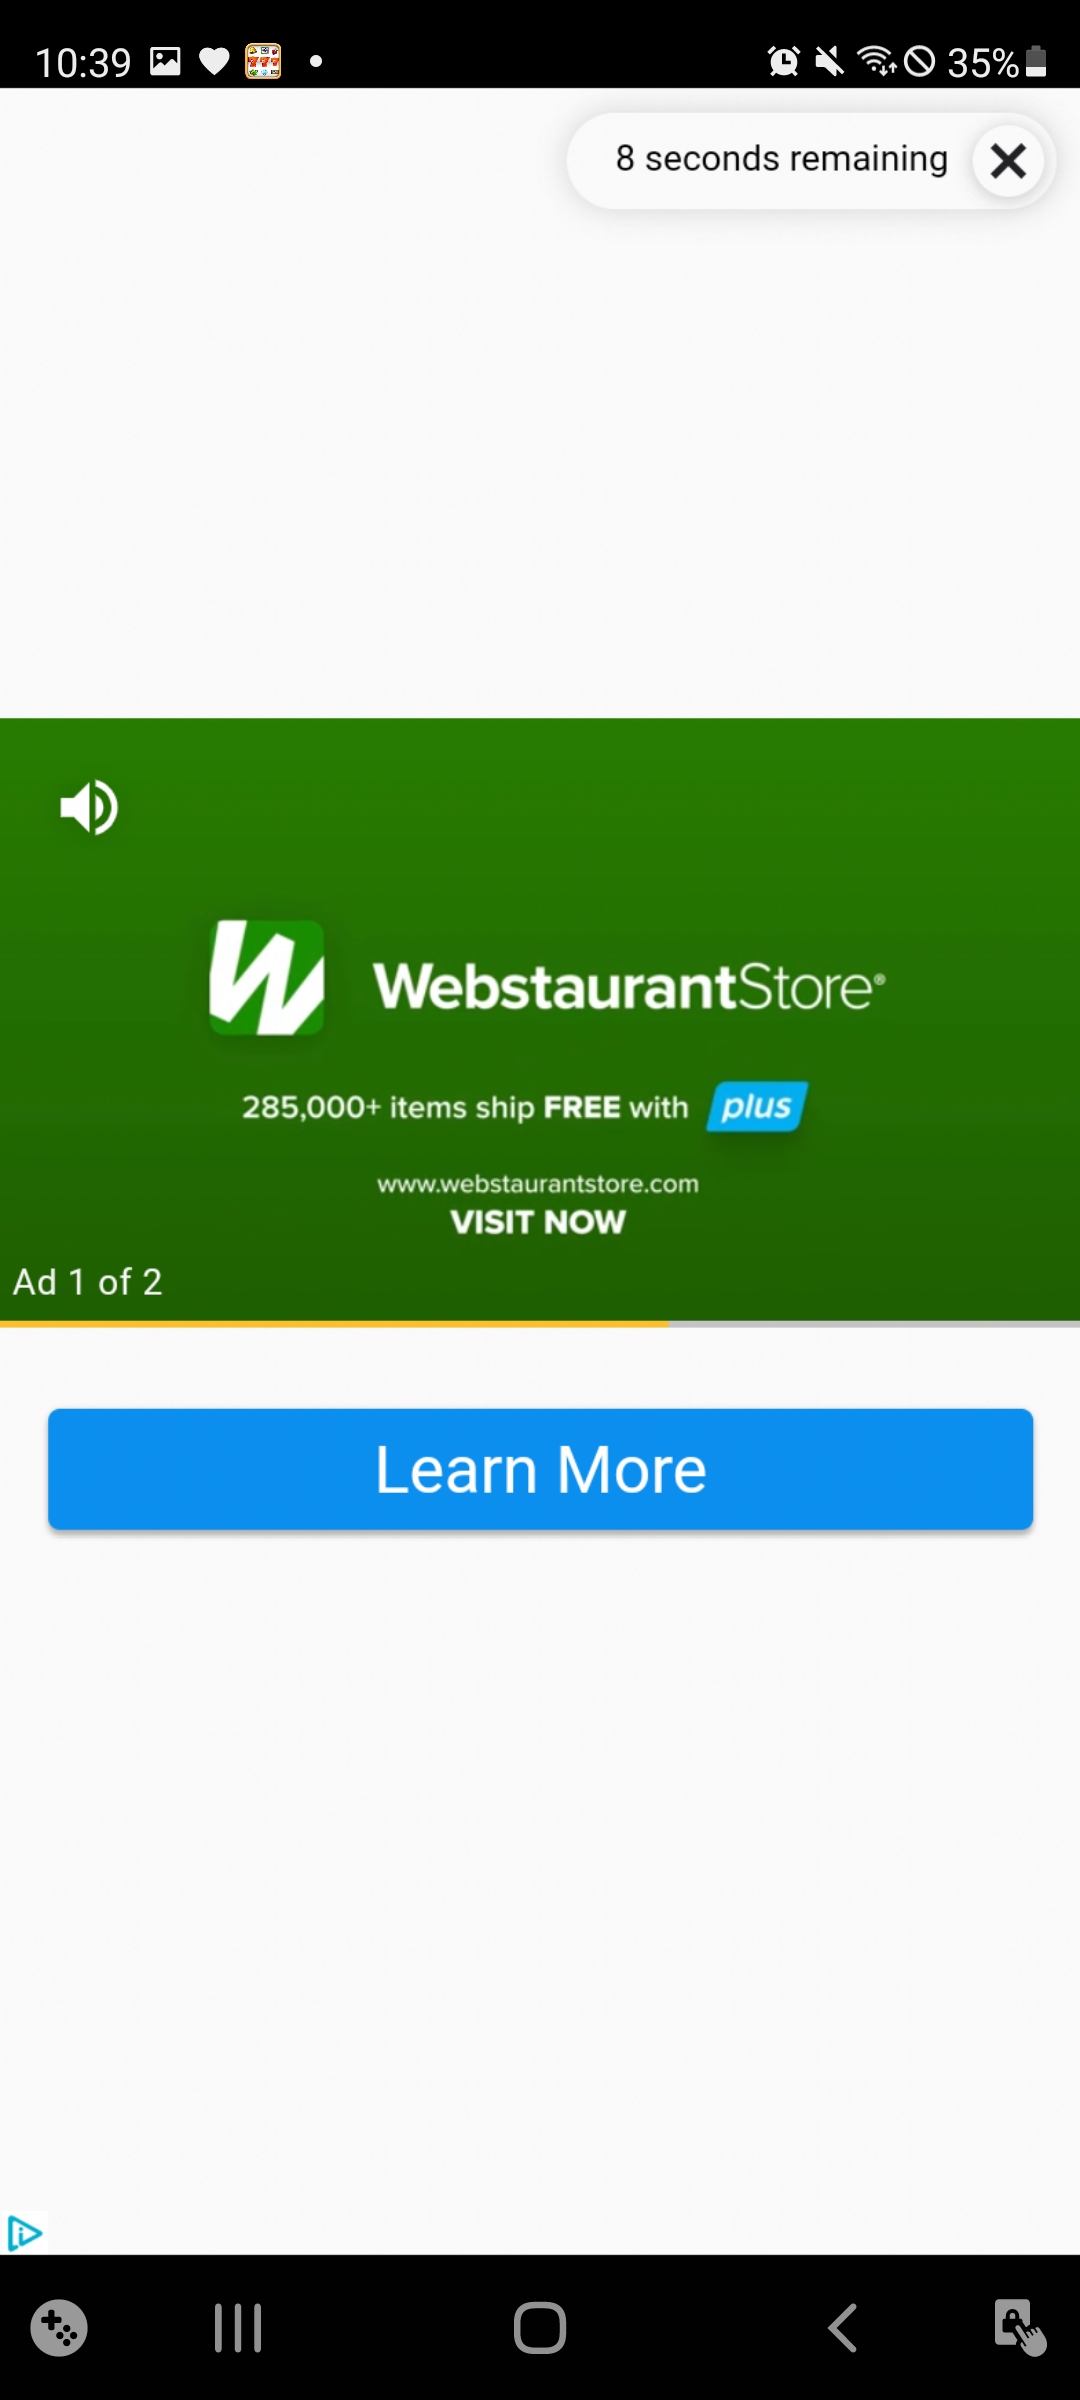 10:39 35%
8 seconds remaining
WebstaurantStore®
285,000+ items ship FREE with plus
www.webstaurantstore.com
VISIT NOW
Ad 1 of 2
Learn More